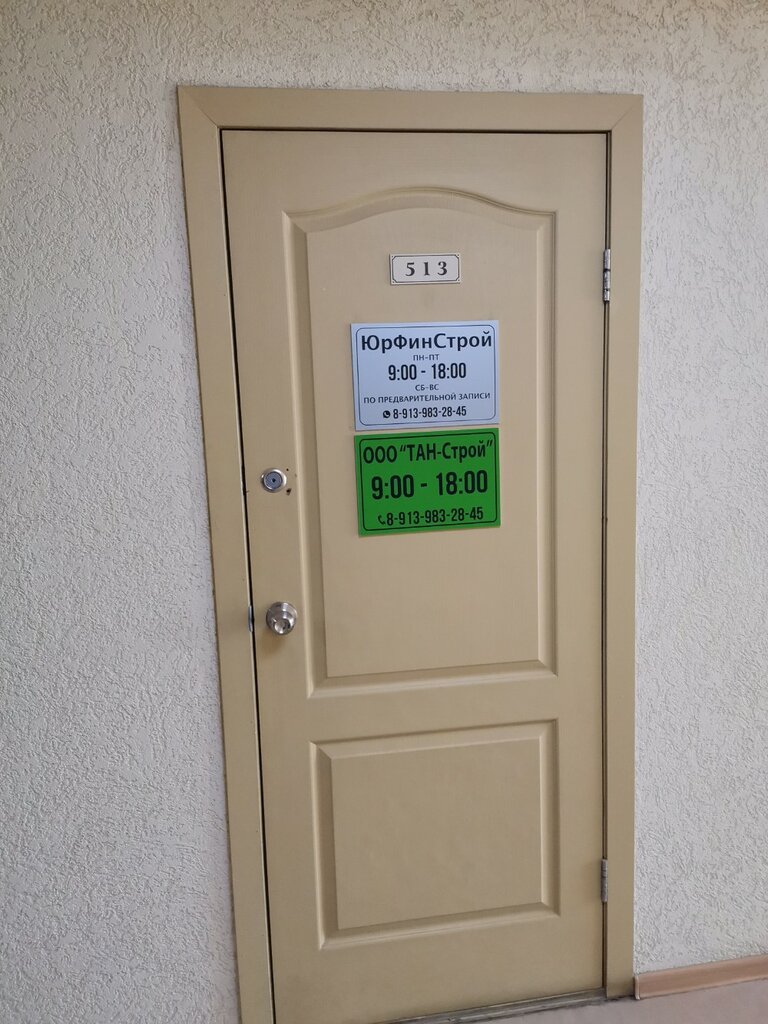 513
ЮрФинСтрой
ПН-ПТ
9:00 - 18:00
СБ-ВС
ПО ПРЕДВАРИТЕЛЬНОЙ ЗАПИСИ
8-913-983-28-45
ООО "ТАН-Строй"
9:00 - 18:00
8-913-983-28-45